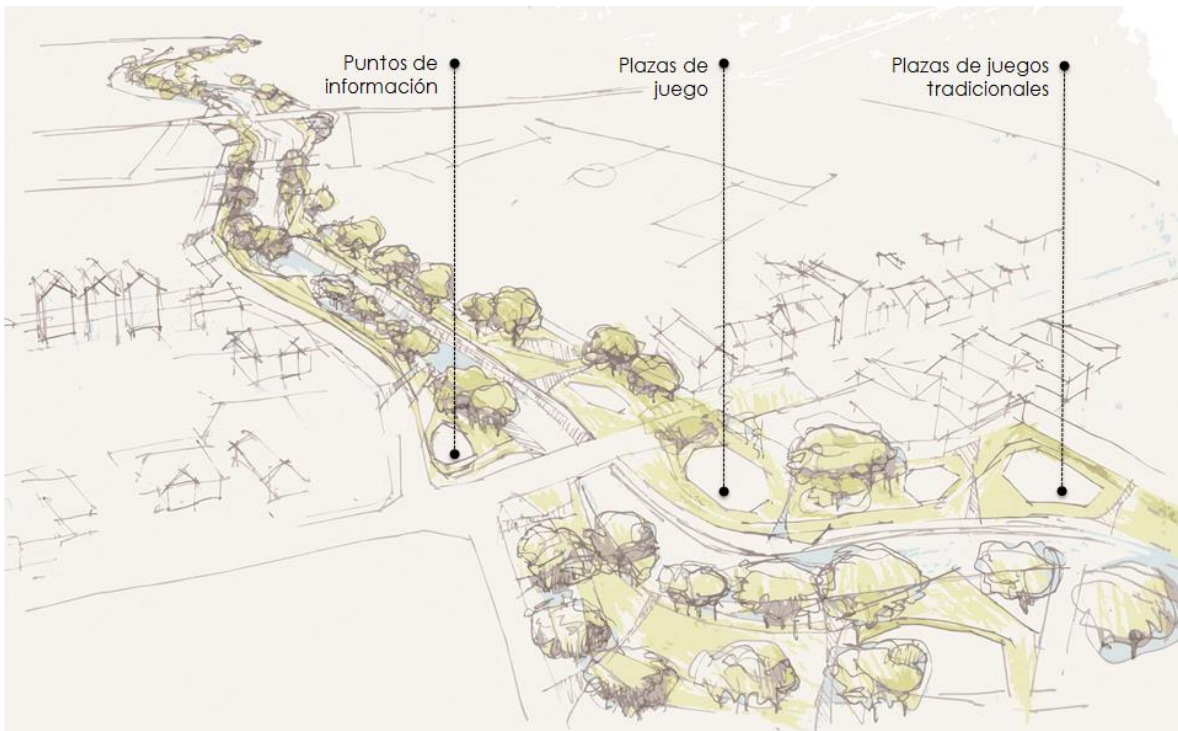 Puntos de
información
Plazas de
juego
Plazas de juegos
tradicionales